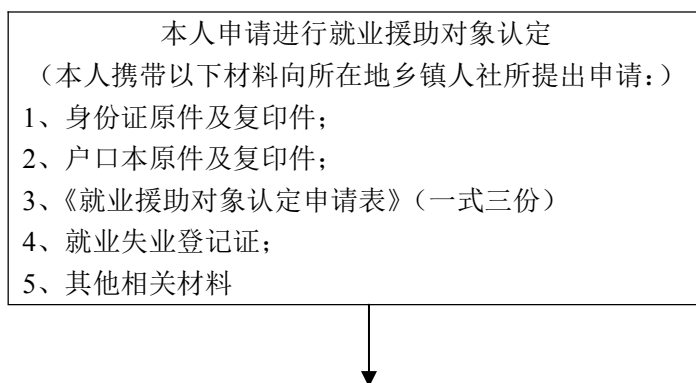 本人申请进行就业援助对象认定
（本人携带以下材料向所在地乡镇人社所提出申请：）
1、身份证原件及复印件；
2、户口本原件及复印件；
3、《就业援助对象认定申请表》（一式三份）
4、就业失业登记证；
5、其他相关材料